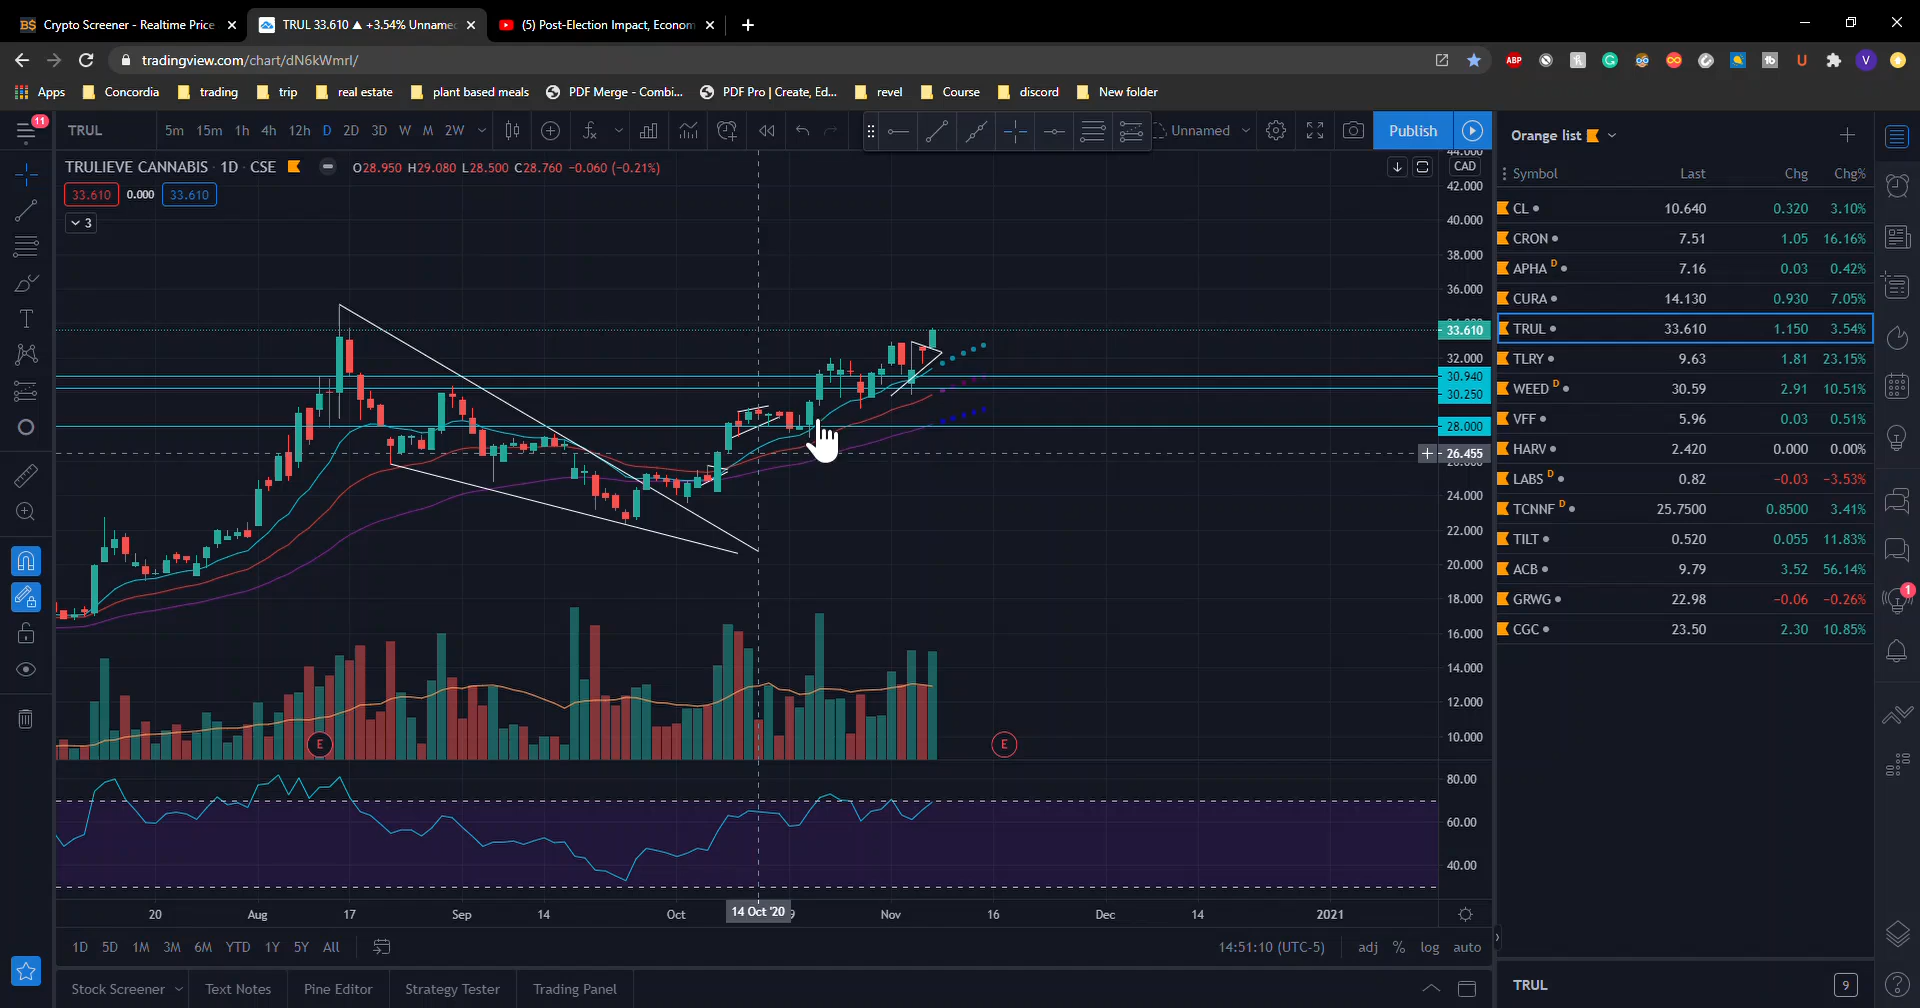 Crypto Screener - Realtime Price
TRUL 33.610 ▲ +3.54% Unname
(5) Post-Election Impact, Econom
tradingview.com/chart/dN6kWmrI/
ABP
V
Apps Concordia trading trip real estate plant based meals PDF Merge - Combi... PDF Pro | Create, Ed... revel Course discord New folder
11
TRUL 5m 15m 1h 4h 12h D 2D 3D W M 2W Unnamed Publish
TRULIEVE CANNABIS · 1D · CSE O28.950 H29.080 L28.500 C28.760 −0.060 (−0.21%)
33.610 0.000 33.610
3
CAD
44.000
42.000
40.000
38.000
36.000
33.610
32.000
30.940
30.250
28.000
26.455
24.000
22.000
20.000
18.000
16.000
14.000
12.000
10.000
80.00
60.00
40.00
E E
20 Aug 17 Sep 14 Oct 14 Oct '20 Nov 16 Dec 14 2021
1D 5D 1M 3M 6M YTD 1Y 5Y All 14:51:10 (UTC-5) adj % log auto
Stock Screener Text Notes Pine Editor Strategy Tester Trading Panel
Orange list
Symbol Last Chg Chg%
CL 10.640 0.320 3.10%
CRON 7.51 1.05 16.16%
APHA D 7.16 0.03 0.42%
CURA 14.130 0.930 7.05%
TRUL 33.610 1.150 3.54%
TLRY 9.63 1.81 23.15%
WEED D 30.59 2.91 10.51%
VFF 5.96 0.03 0.51%
HARV 2.420 0.000 0.00%
LABS D 0.82 −0.03 −3.53%
TCNNF D 25.7500 0.8500 3.41%
TILT 0.520 0.055 11.83%
ACB 9.79 3.52 56.14%
GRWG 22.98 −0.06 −0.26%
CGC 23.50 2.30 10.85%
1
TRUL 9